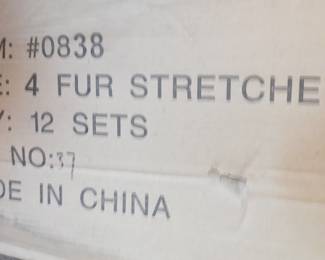 M: #0838
E: 4 FUR STRETCHE
Y: 12 SETS
NO:37
DE IN CHINA